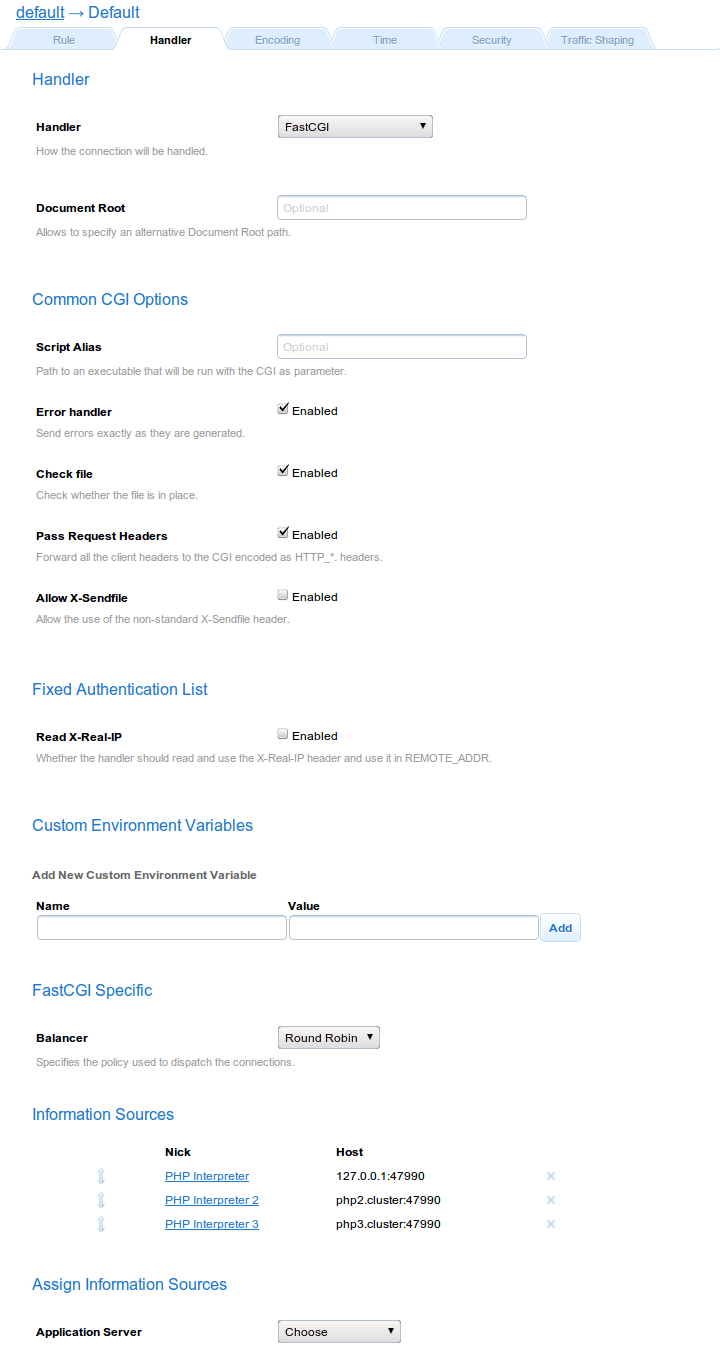 default → Default
Rule Handler Encoding Time Security Traffic Shaping
Handler
Handler FastCGI
How the connection will be handled.
Document Root Optional
Allows to specify an alternative Document Root path.
Common CGI Options
Script Alias Optional
Path to an executable that will be run with the CGI as parameter.
Error handler Enabled
Send errors exactly as they are generated.
Check file Enabled
Check whether the file is in place.
Pass Request Headers Enabled
Forward all the client headers to the CGI encoded as HTTP_*. headers.
Allow X-Sendfile Enabled
Allow the use of the non-standard X-Sendfile header.
Fixed Authentication List
Read X-Real-IP Enabled
Whether the handler should read and use the X-Real-IP header and use it in REMOTE_ADDR.
Custom Environment Variables
Add New Custom Environment Variable
Name Value
Add
FastCGI Specific
Balancer Round Robin
Specifies the policy used to dispatch the connections.
Information Sources
Nick Host
PHP Interpreter 127.0.0.1:47990
PHP Interpreter 2 php2.cluster:47990
PHP Interpreter 3 php3.cluster:47990
Assign Information Sources
Application Server Choose